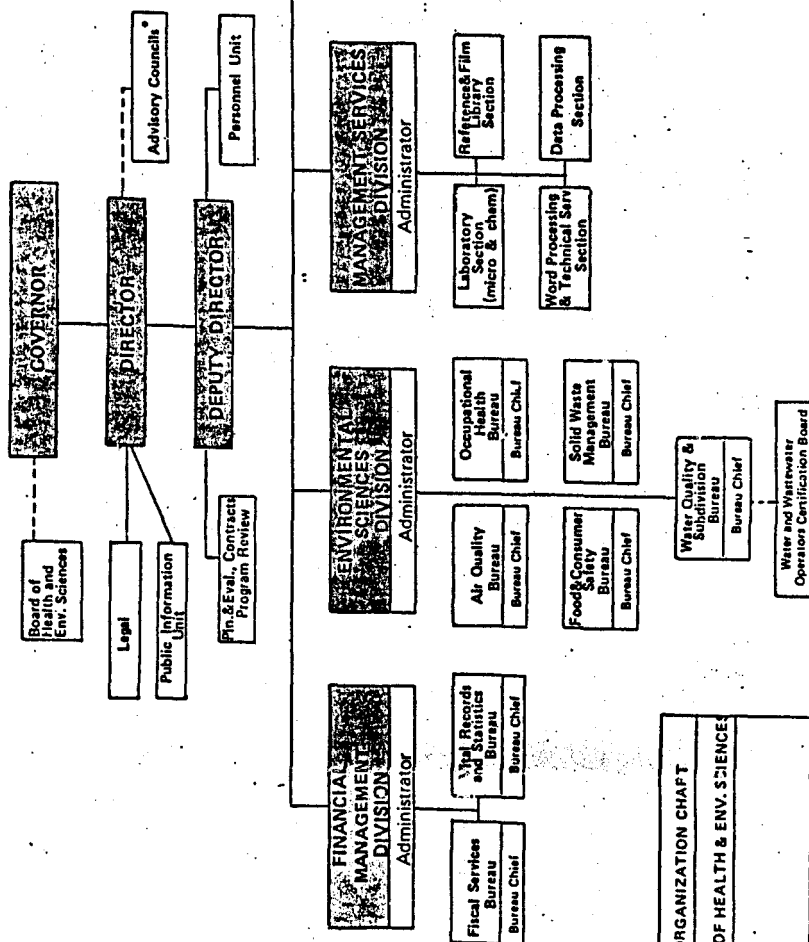 GOVERNOR
Board of
Health and
Env. Sciences
DIRECTOR
Advisory Councils*
Legal
Public Information
Unit
DEPUTY DIRECTOR
Personnel Unit
Pln.&Eval., Contracts
Program Review
FINANCIAL
MANAGEMENT
DIVISION
Administrator
Fiscal Services
Bureau
Bureau Chief
Vital Records
and Statistics
Bureau
Bureau Chief
ENVIRONMENTAL
SCIENCES
DIVISION
Administrator
Air Quality
Bureau
Bureau Chief
Occupational
Health
Bureau
Bureau Chief
Food&Consumer
Safety
Bureau
Bureau Chief
Solid Waste
Management
Bureau
Bureau Chief
Water Quality &
Subdivision
Bureau
Bureau Chief
Water and Wastewater
Operators Certification Board
MANAGEMENT SERVICES
DIVISION
Administrator
Laboratory
Section
(micro & chem)
Reference&Film
Library
Section
Word Processing
& Technical Serv
Section
Data Processing
Section
RGANIZATION CHAFT
OF HEALTH & ENV. SCIENCES